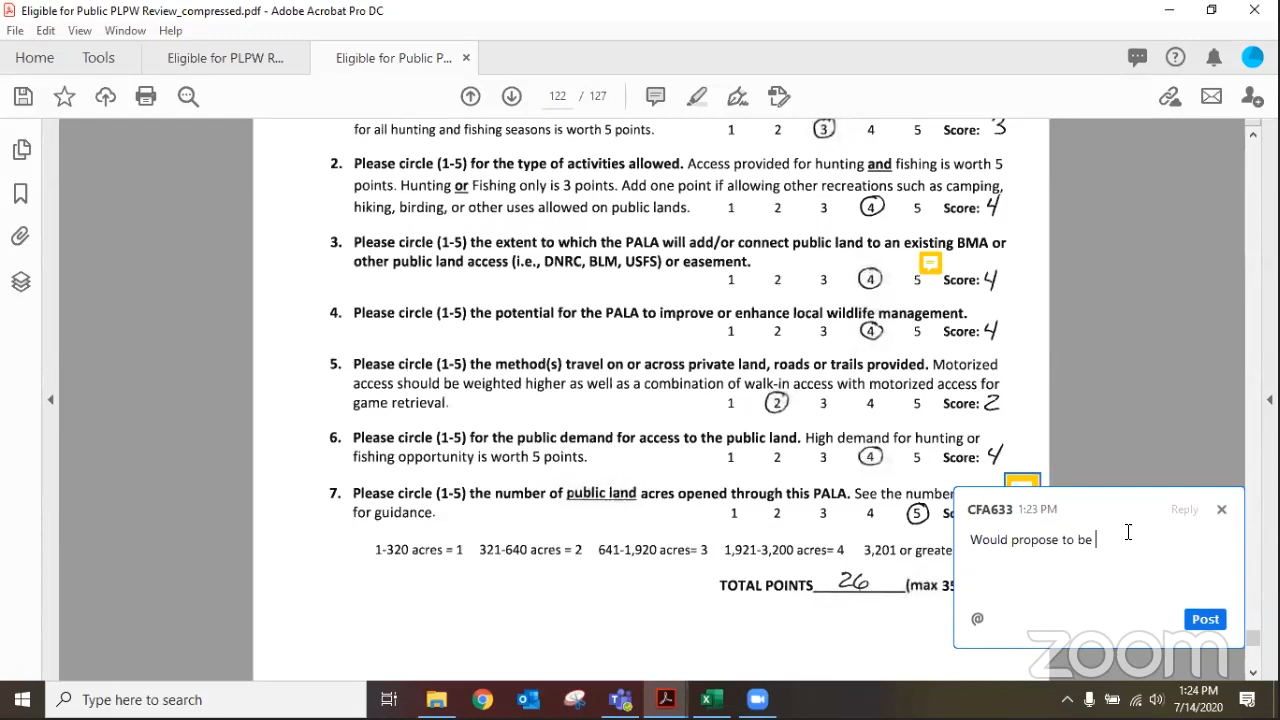 Eligible for Public PLPW Review_compressed.pdf - Adobe Acrobat Pro DC
File Edit View Window Help
Home Tools Eligible for PLPW R... Eligible for Public P... ×
122 / 127
for all hunting and fishing seasons is worth 5 points. 1 2 3 4 5 Score: 3
2. Please circle (1-5) for the type of activities allowed. Access provided for hunting and fishing is worth 5
points. Hunting or Fishing only is 3 points. Add one point if allowing other recreations such as camping,
hiking, birding, or other uses allowed on public lands. 1 2 3 4 5 Score: 4
3. Please circle (1-5) the extent to which the PALA will add/or connect public land to an existing BMA or
other public land access (i.e., DNRC, BLM, USFS) or easement.
1 2 3 4 5 Score: 4
4. Please circle (1-5) the potential for the PALA to improve or enhance local wildlife management.
1 2 3 4 5 Score: 4
5. Please circle (1-5) the method(s) travel on or across private land, roads or trails provided. Motorized
access should be weighted higher as well as a combination of walk-in access with motorized access for
game retrieval. 1 2 3 4 5 Score: 2
6. Please circle (1-5) for the public demand for access to the public land. High demand for hunting or
fishing opportunity is worth 5 points. 1 2 3 4 5 Score: 4
7. Please circle (1-5) the number of public land acres opened through this PALA. See the number
for guidance. 1 2 3 4 5 Sc
1-320 acres = 1 321-640 acres = 2 641-1,920 acres= 3 1,921-3,200 acres= 4 3,201 or greate
TOTAL POINTS 26 (max 35
CFA633 1:23 PM Reply
Would propose to be
@ Post
zoom
Type here to search
1:24 PM
7/14/2020